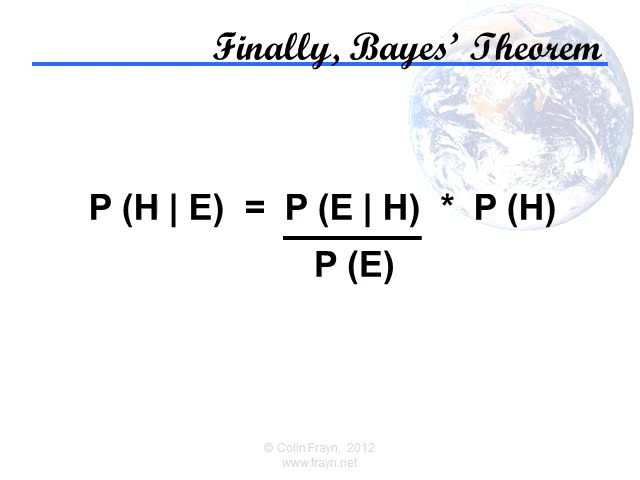 Finally, Bayes’ Theorem
P (H | E) = P (E | H) * P (H)
P (E)
© Colin Frayn, 2012
www.frayn.net